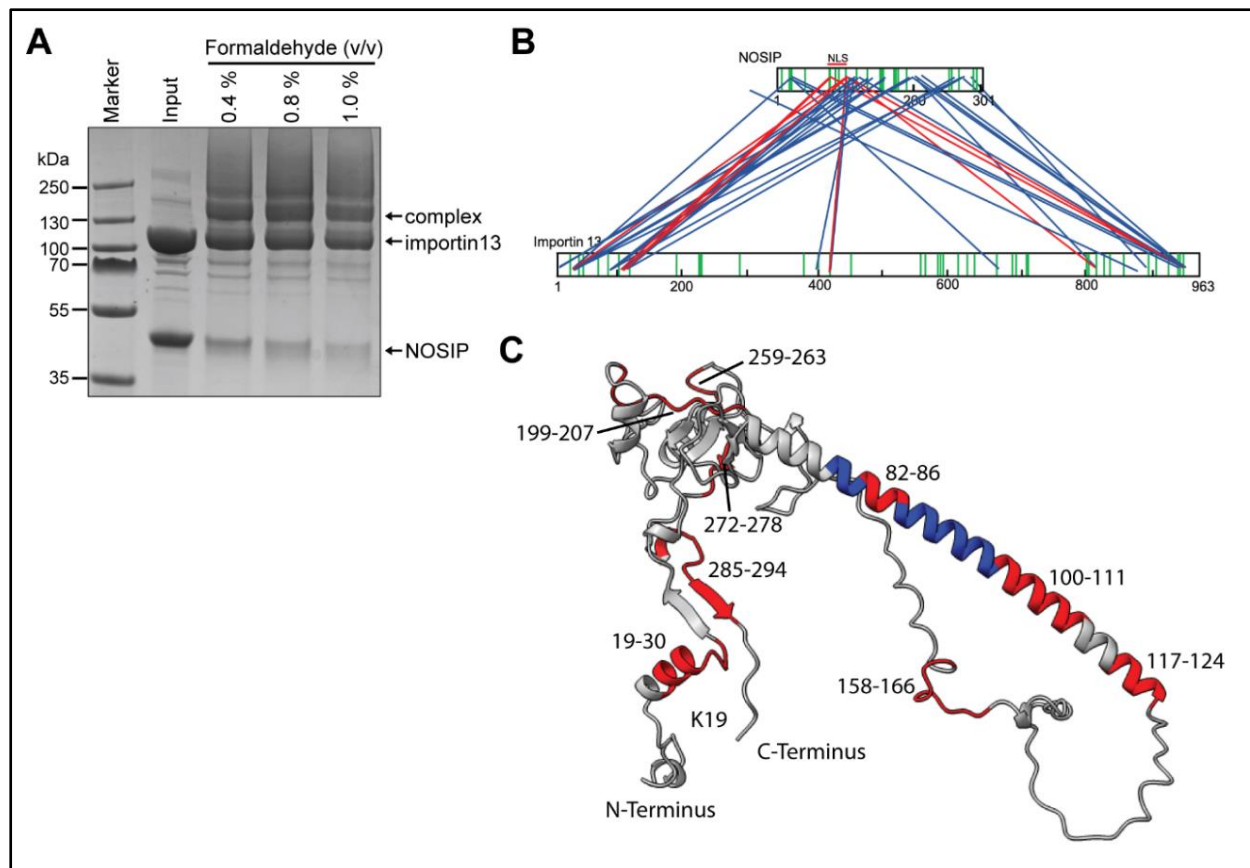 A
Formaldehyde (v/v)
Marker
Input
0.4 %
0.8 %
1.0 %
kDa
250
130
100
70
55
35
complex
importin13
NOSIP
B
NOSIP
NLS
1
200
301
Importin 13
1
200
400
600
800
963
C
259-263
199-207
82-86
272-278
100-111
285-294
19-30
117-124
158-166
K19
C-Terminus
N-Terminus